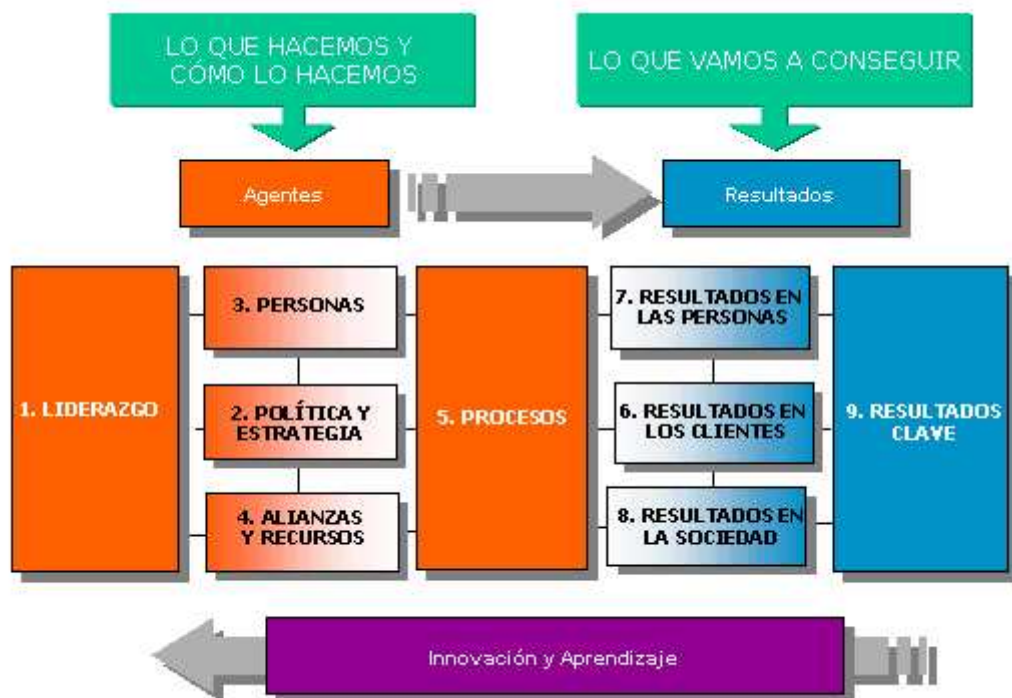 LO QUE HACEMOS Y
CÓMO LO HACEMOS
LO QUE VAMOS A CONSEGUIR
Agentes
Resultados
1. LIDERAZGO
3. PERSONAS
2. POLÍTICA Y
ESTRATEGIA
4. ALIANZAS
Y RECURSOS
5. PROCESOS
7. RESULTADOS EN
LAS PERSONAS
6. RESULTADOS EN
LOS CLIENTES
8. RESULTADOS EN
LA SOCIEDAD
9. RESULTADOS
CLAVE
Innovación y Aprendizaje